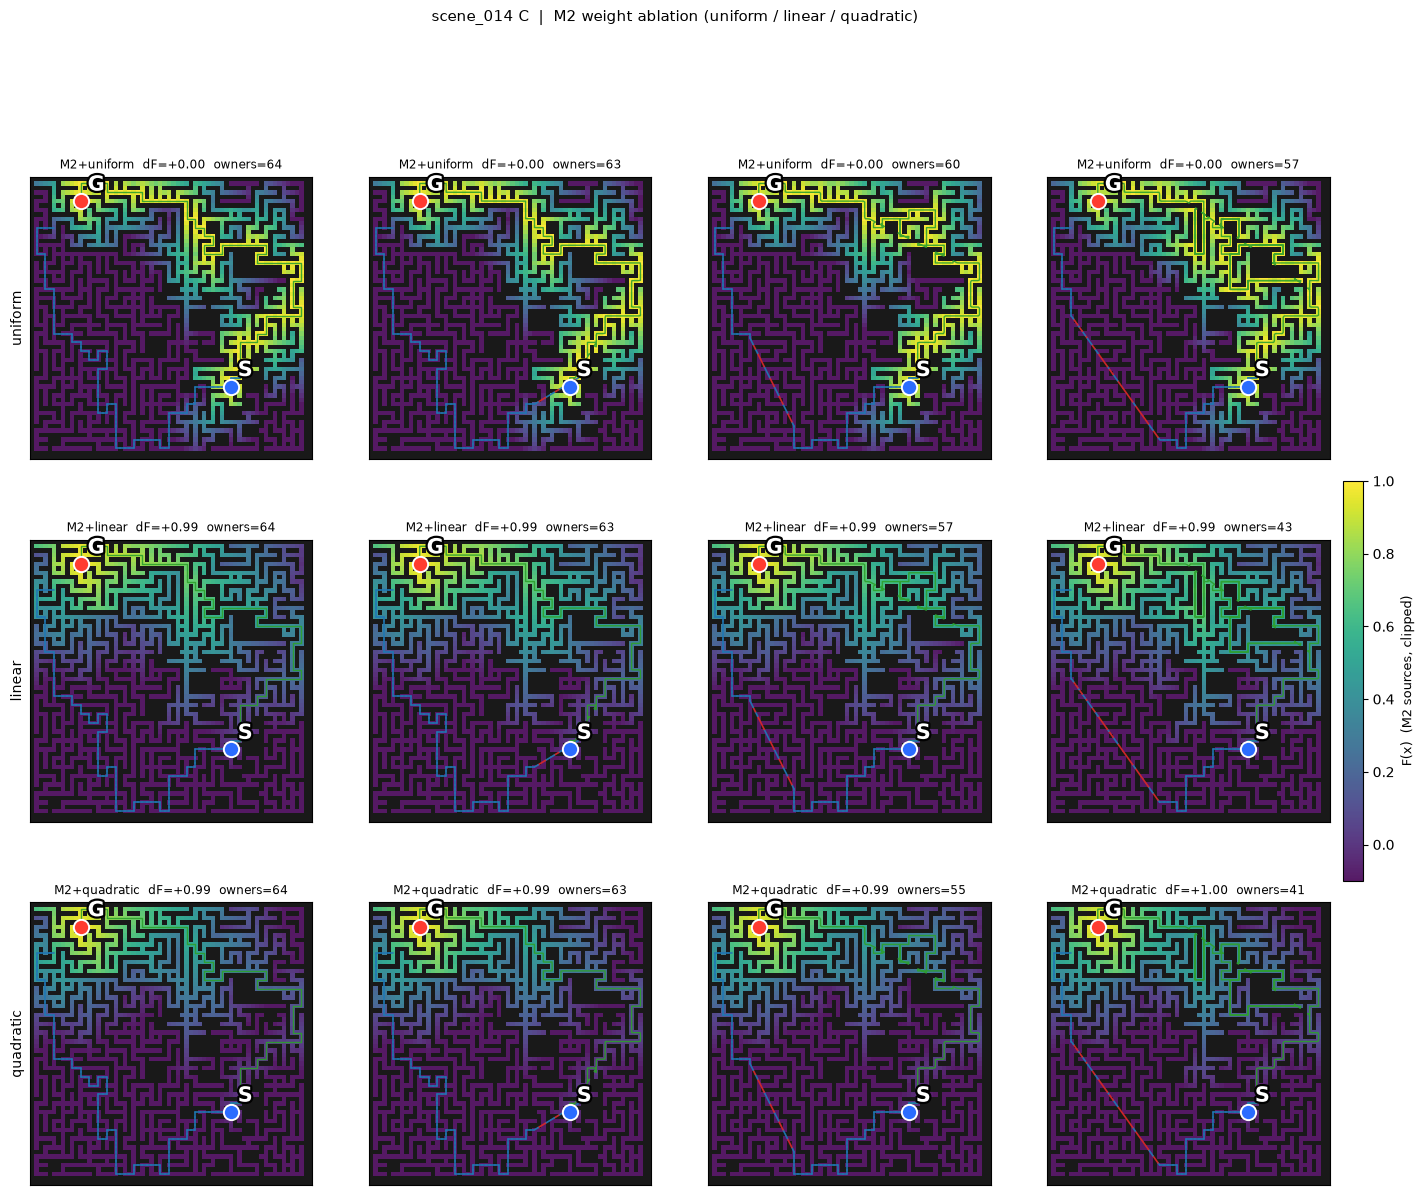 scene_014 C | M2 weight ablation (uniform / linear / quadratic)
M2+uniform dF=+0.00 owners=64
M2+uniform dF=+0.00 owners=63
M2+uniform dF=+0.00 owners=60
M2+uniform dF=+0.00 owners=57
G
G
G
G
uniform
S
S
S
S
M2+linear dF=+0.99 owners=64
M2+linear dF=+0.99 owners=63
M2+linear dF=+0.99 owners=57
M2+linear dF=+0.99 owners=43
G
G
G
G
linear
S
S
S
S
1.0
0.8
0.6
0.4
0.2
0.0
F(x) (M2 sources, clipped)
M2+quadratic dF=+0.99 owners=64
M2+quadratic dF=+0.99 owners=63
M2+quadratic dF=+0.99 owners=55
M2+quadratic dF=+1.00 owners=41
G
G
G
G
quadratic
S
S
S
S